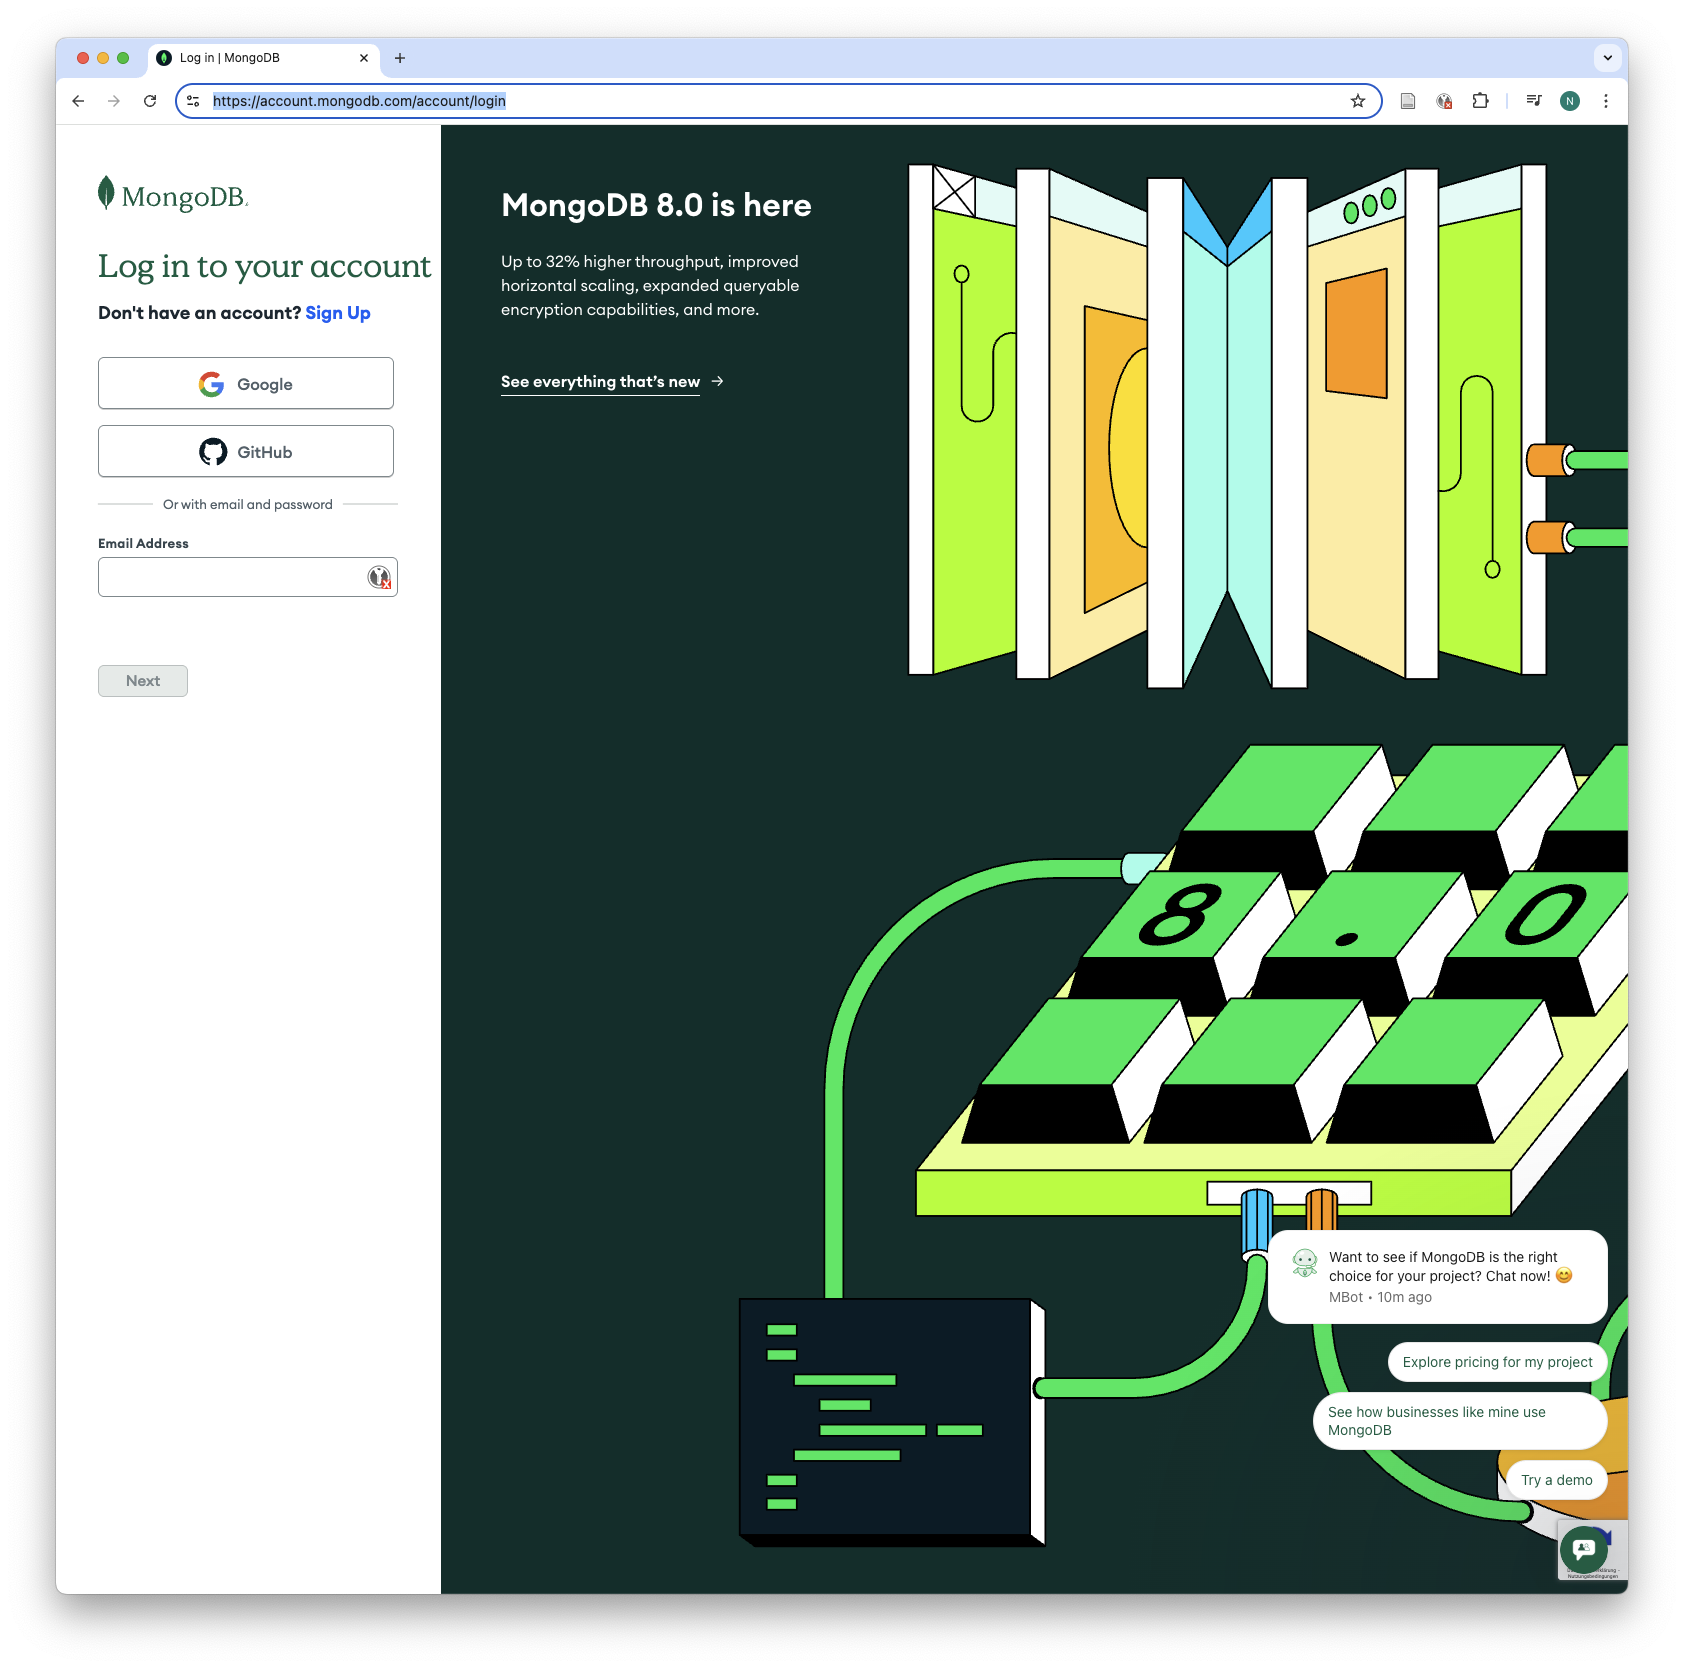 Log in | MongoDB
https://account.mongodb.com/account/login
N
MongoDB.
Log in to your account
Don't have an account? Sign Up
Google
GitHub
Or with email and password
Email Address
Next
MongoDB 8.0 is here
Up to 32% higher throughput, improved
horizontal scaling, expanded queryable
encryption capabilities, and more.
See everything that's new →
8 . 0
Want to see if MongoDB is the right
choice for your project? Chat now! 😊
MBot • 10m ago
Explore pricing for my project
See how businesses like mine use
MongoDB
Try a demo
Nutzungsbedingungen